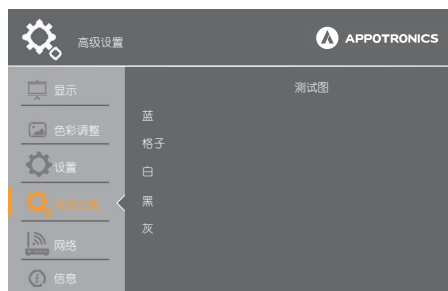 高级设置
APPOTRONICS
显示
色彩调整
设置
网络
信息
测试图
蓝
格子
白
黑
灰